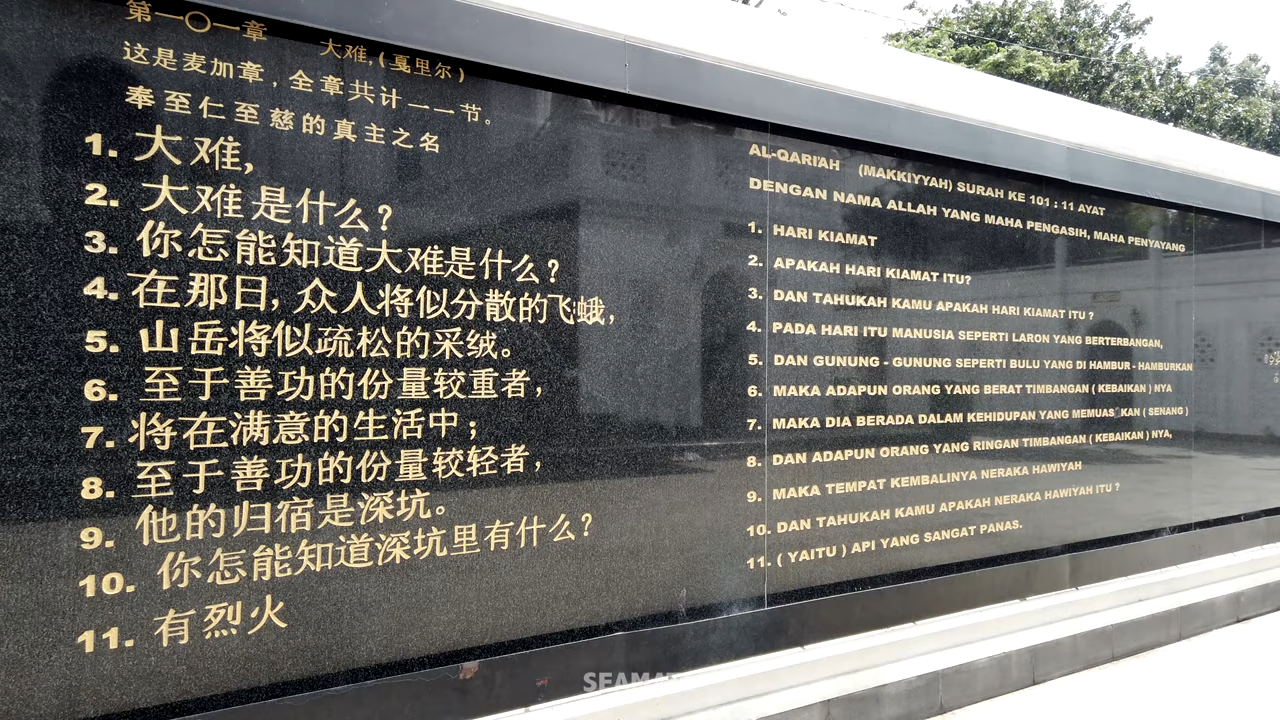 第一〇一章 大难,(戛里尔)
这是麦加章，全章共计一一节。
奉至仁至慈的真主之名
1. 大难,
2. 大难是什么?
3. 你怎能知道大难是什么?
4. 在那日, 众人将似分散的飞蛾,
5. 山岳将似疏松的采绒。
6. 至于善功的份量较重者,
7. 将在满意的生活中;
8. 至于善功的份量较轻者,
9. 他的归宿是深坑。
10. 你怎能知道深坑里有什么?
11. 有烈火
AL-QARI'AH (MAKKIYYAH) SURAH KE 101 : 11 AYAT
DENGAN NAMA ALLAH YANG MAHA PENGASIH, MAHA PENYAYANG
1. HARI KIAMAT
2. APAKAH HARI KIAMAT ITU?
3. DAN TAHUKAH KAMU APAKAH HARI KIAMAT ITU ?
4. PADA HARI ITU MANUSIA SEPERTI LARON YANG BERTERBANGAN,
5. DAN GUNUNG - GUNUNG SEPERTI BULU YANG DI HAMBUR - HAMBURKAN
6. MAKA ADAPUN ORANG YANG BERAT TIMBANGAN ( KEBAIKAN ) NYA
7. MAKA DIA BERADA DALAM KEHIDUPAN YANG MEMUAS KAN ( SENANG )
8. DAN ADAPUN ORANG YANG RINGAN TIMBANGAN ( KEBAIKAN ) NYA,
9. MAKA TEMPAT KEMBALINYA NERAKA HAWIYAH
10. DAN TAHUKAH KAMU APAKAH NERAKA HAWIYAH ITU ?
11. ( YAITU ) API YANG SANGAT PANAS.